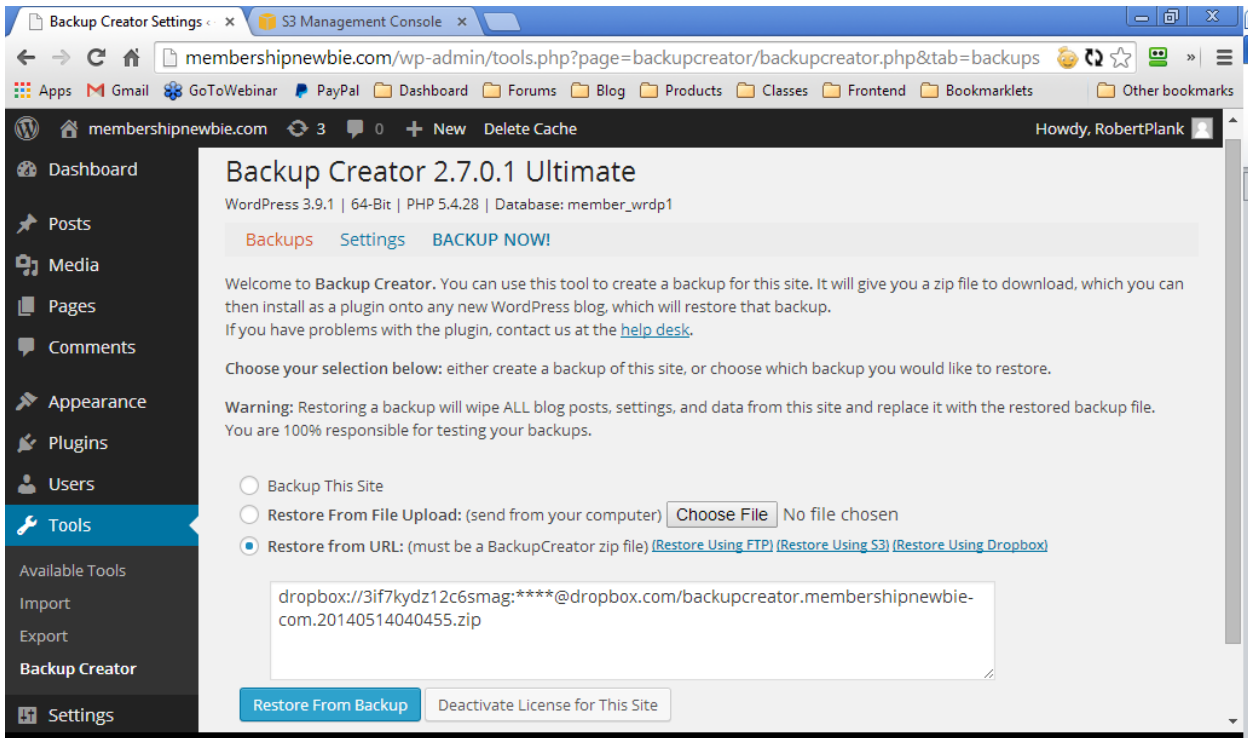 Backup Creator Settings ‹
S3 Management Console
membershipnewbie.com/wp-admin/tools.php?page=backupcreator/backupcreator.php&tab=backups
Apps Gmail GoToWebinar PayPal Dashboard Forums Blog Products Classes Frontend Bookmarklets Other bookmarks
membershipnewbie.com 3 0 + New Delete Cache Howdy, RobertPlank
Dashboard
Posts
Media
Pages
Comments
Appearance
Plugins
Users
Tools
Available Tools
Import
Export
Backup Creator
Settings
Backup Creator 2.7.0.1 Ultimate
WordPress 3.9.1 | 64-Bit | PHP 5.4.28 | Database: member_wrdp1
Backups Settings BACKUP NOW!
Welcome to Backup Creator. You can use this tool to create a backup for this site. It will give you a zip file to download, which you can
then install as a plugin onto any new WordPress blog, which will restore that backup.
If you have problems with the plugin, contact us at the help desk.
Choose your selection below: either create a backup of this site, or choose which backup you would like to restore.
Warning: Restoring a backup will wipe ALL blog posts, settings, and data from this site and replace it with the restored backup file.
You are 100% responsible for testing your backups.
Backup This Site
Restore From File Upload: (send from your computer) Choose File No file chosen
Restore from URL: (must be a BackupCreator zip file) (Restore Using FTP) (Restore Using S3) (Restore Using Dropbox)
dropbox://3if7kydz12c6smag:****@dropbox.com/backupcreator.membershipnewbie-
com.20140514040455.zip
Restore From Backup Deactivate License for This Site